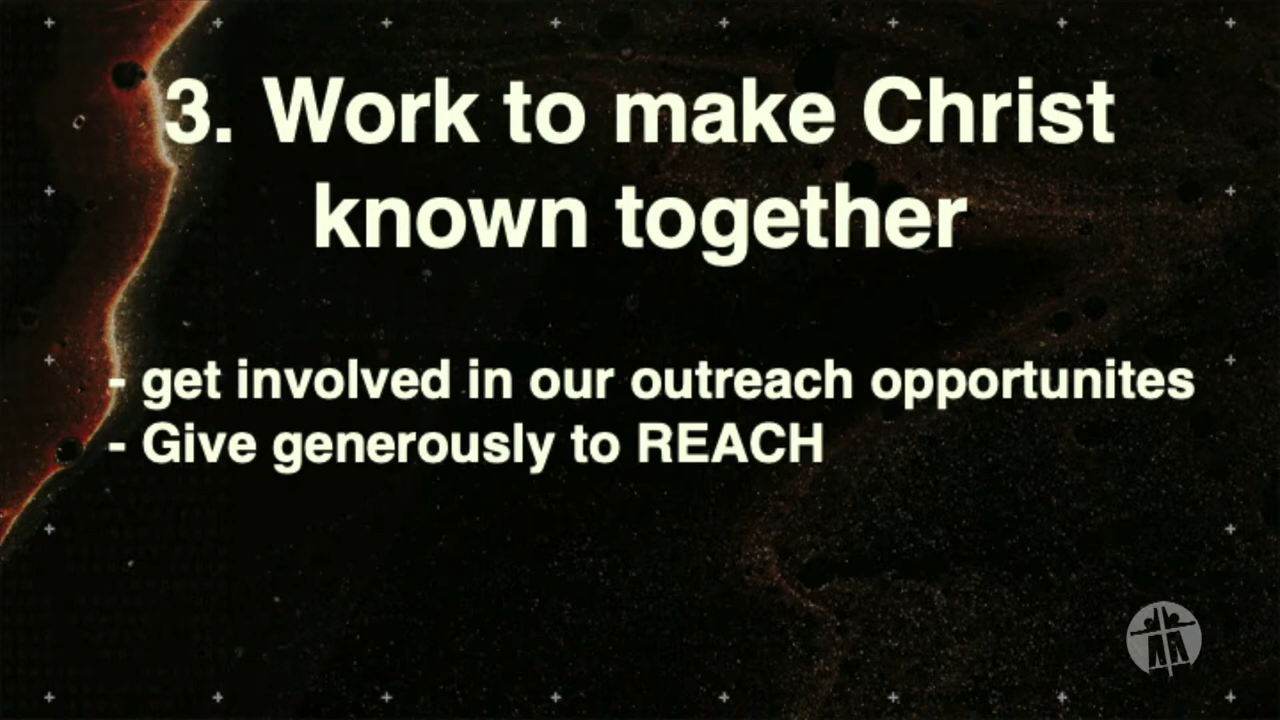 3. Work to make Christ
known together
- get involved in our outreach opportunites
- Give generously to REACH